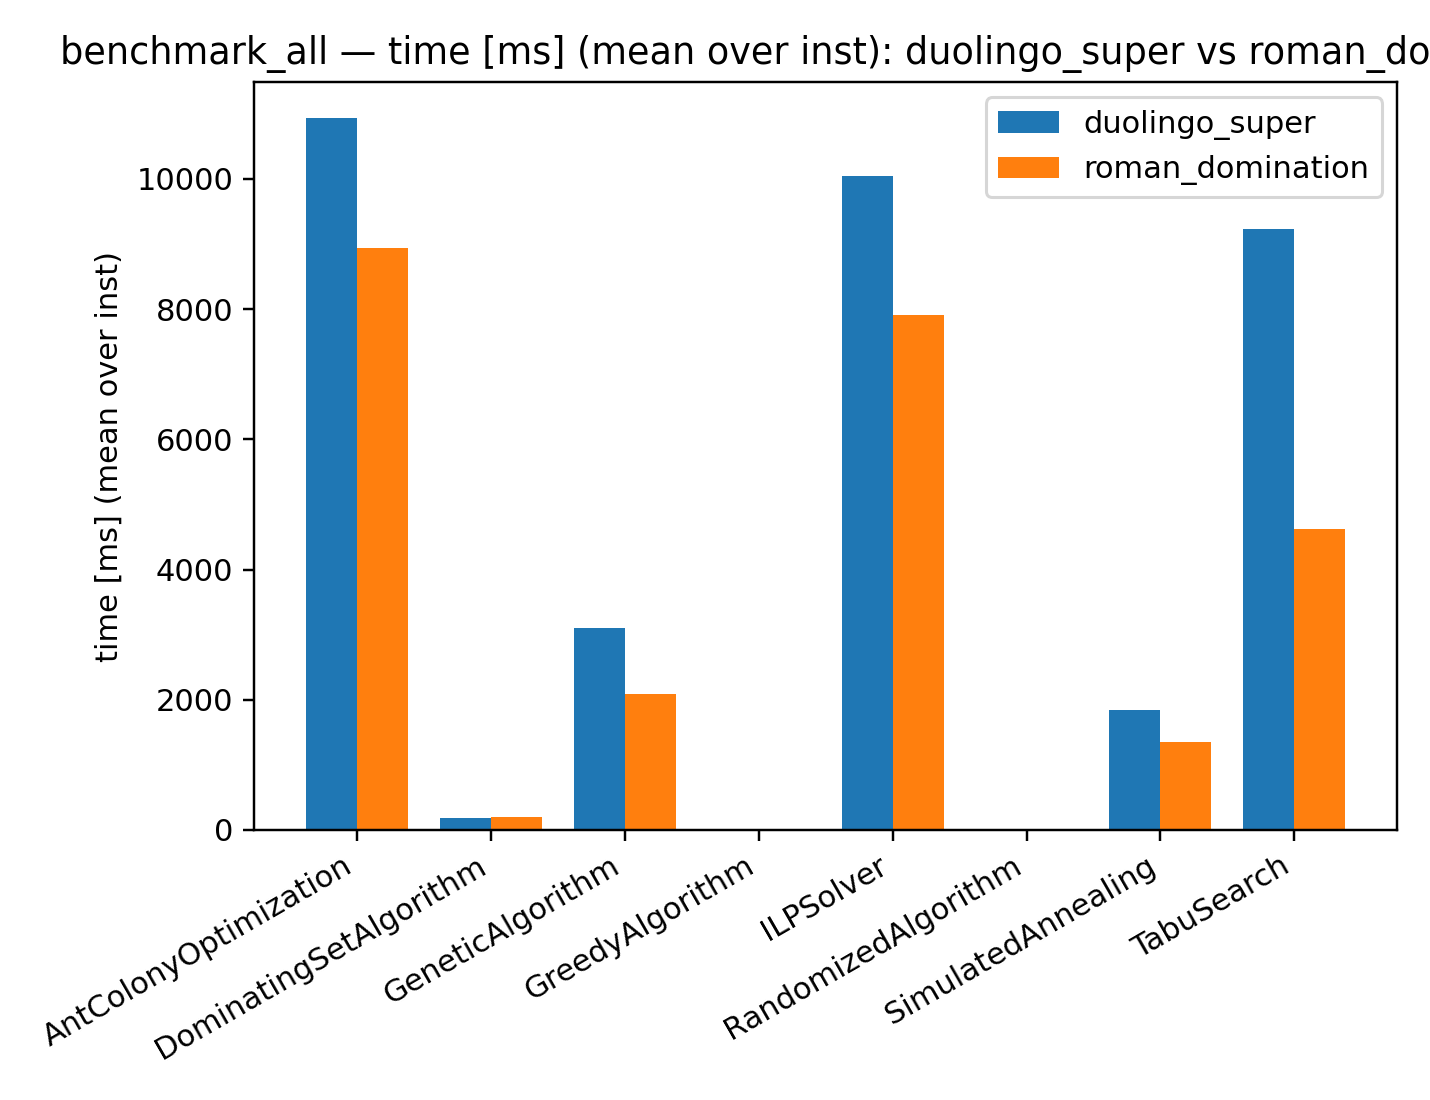 benchmark_all — time [ms] (mean over inst): duolingo_super vs roman_do
duolingo_super
roman_domination
time [ms] (mean over inst)
10000
8000
6000
4000
2000
0
AntColonyOptimization
DominatingSetAlgorithm
GeneticAlgorithm
GreedyAlgorithm
ILPSolver
RandomizedAlgorithm
SimulatedAnnealing
TabuSearch